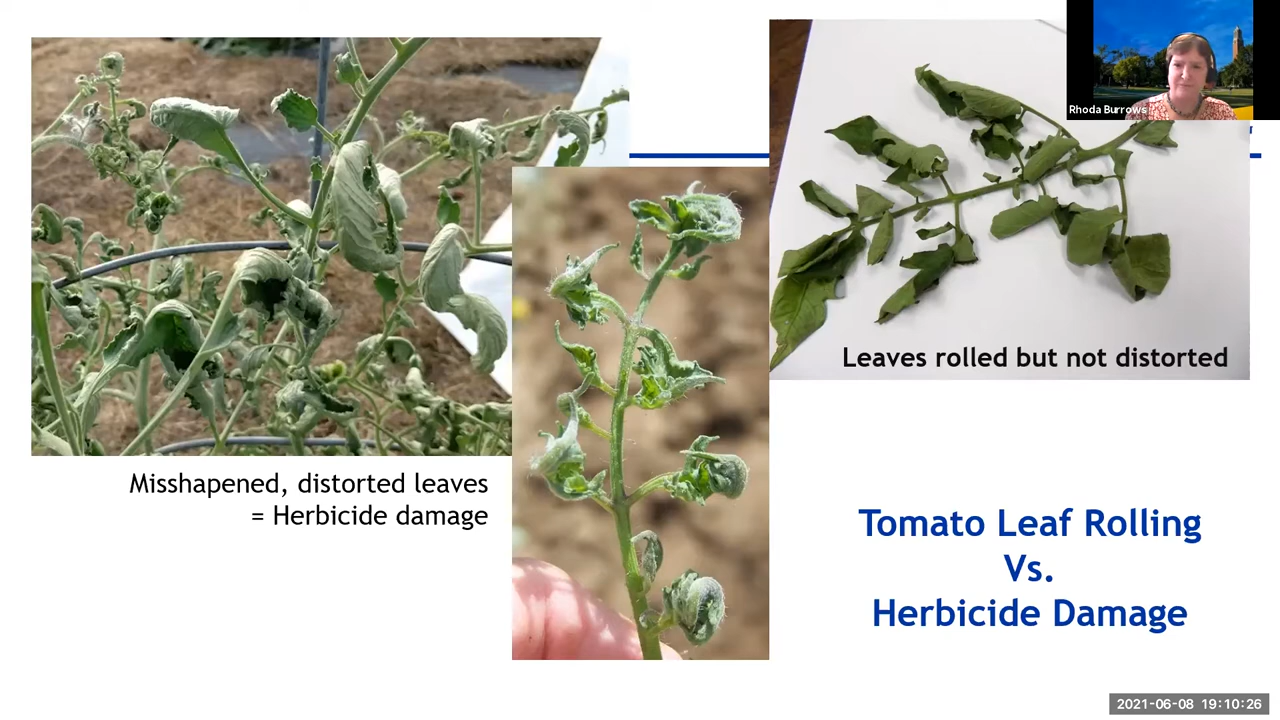 Rhoda Burrows
Leaves rolled but not distorted
Misshapened, distorted leaves
= Herbicide damage
Tomato Leaf Rolling
Vs.
Herbicide Damage
2021-06-08 19:10:26